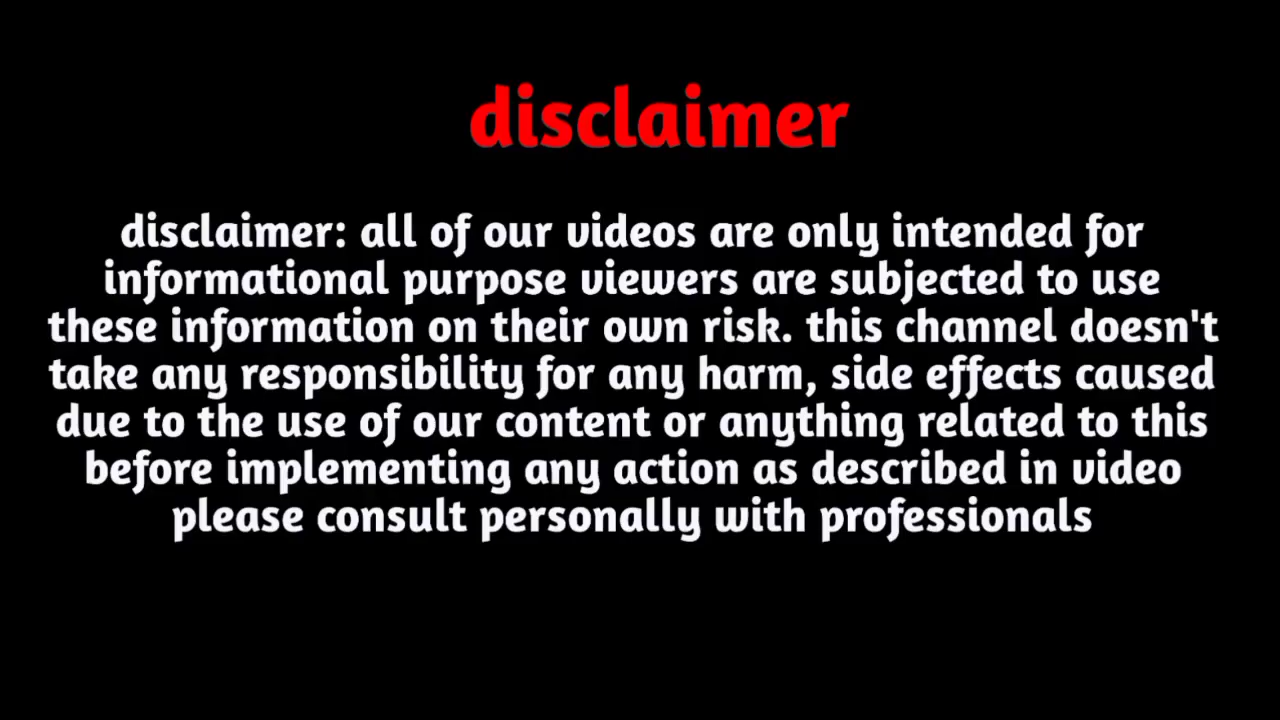 disclaimer
disclaimer: all of our videos are only intended for
informational purpose viewers are subjected to use
these information on their own risk. this channel doesn't
take any responsibility for any harm, side effects caused
due to the use of our content or anything related to this
before implementing any action as described in video
please consult personally with professionals